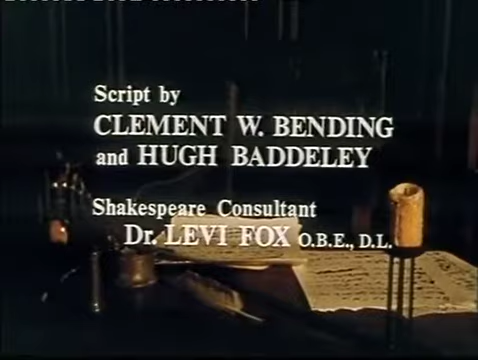 Script by
CLEMENT W. BENDING
and HUGH BADDELEY
Shakespeare Consultant
Dr. LEVI FOX O.B.E., D.L.